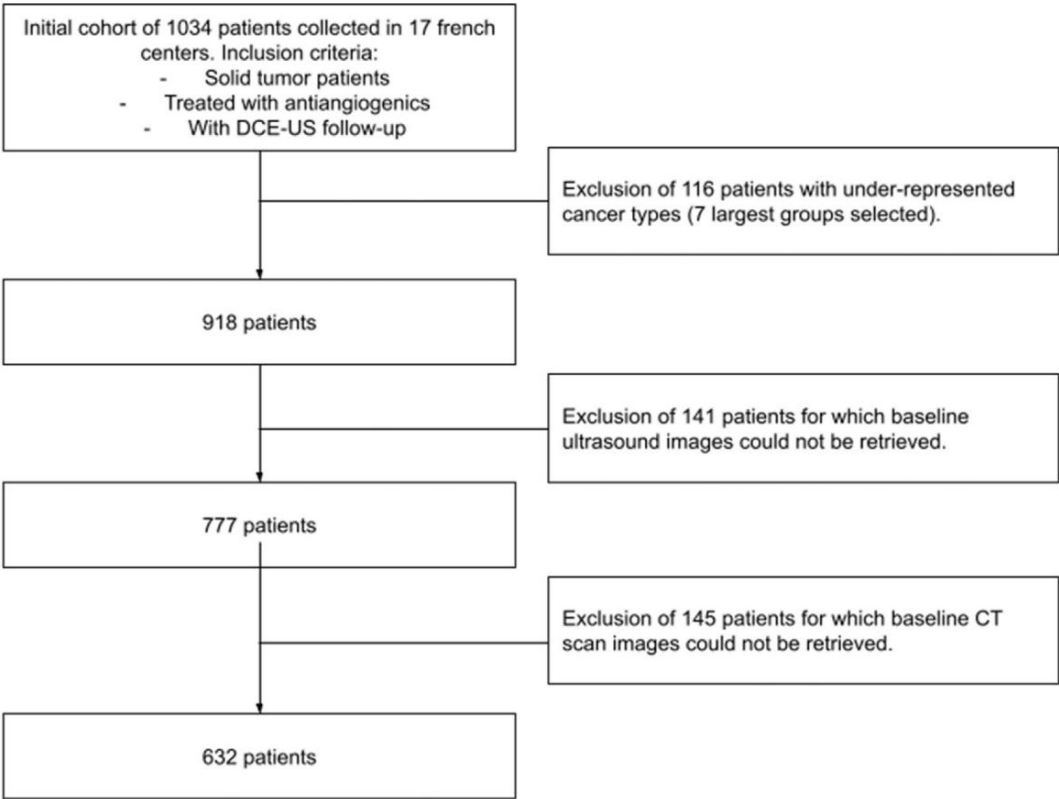 Initial cohort of 1034 patients collected in 17 french
centers. Inclusion criteria:
- Solid tumor patients
- Treated with antiangiogenics
- With DCE-US follow-up
Exclusion of 116 patients with under-represented
cancer types (7 largest groups selected).
918 patients
Exclusion of 141 patients for which baseline
ultrasound images could not be retrieved.
777 patients
Exclusion of 145 patients for which baseline CT
scan images could not be retrieved.
632 patients